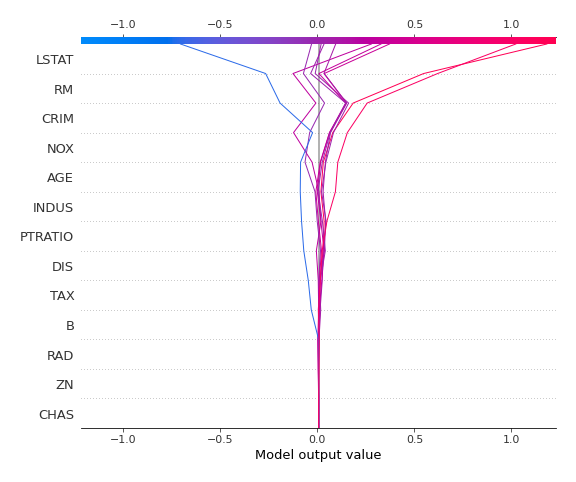 −1.0 −0.5 0.0 0.5 1.0
LSTAT
RM
CRIM
NOX
AGE
INDUS
PTRATIO
DIS
TAX
B
RAD
ZN
CHAS
−1.0 −0.5 0.0 0.5 1.0
Model output value